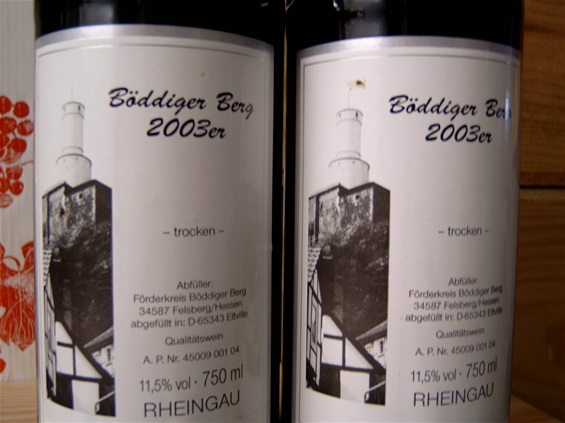 Böddiger Berg
2003er
– trocken –
Abfüller:
Förderkreis Böddiger Berg
34587 Felsberg/Hessen
abgefüllt in: D-65343 Eltville
Qualitätswein
A. P. Nr. 45009 001 04
11,5% vol · 750 ml
RHEINGAU
Böddiger Berg
2003er
– trocken –
Abfüller:
Förderkreis Böddiger Berg
34587 Felsberg/Hessen
abgefüllt in: D-65343 Eltville
Qualitätswein
A. P. Nr. 45009 001 04
11,5% vol · 750 ml
RHEINGAU